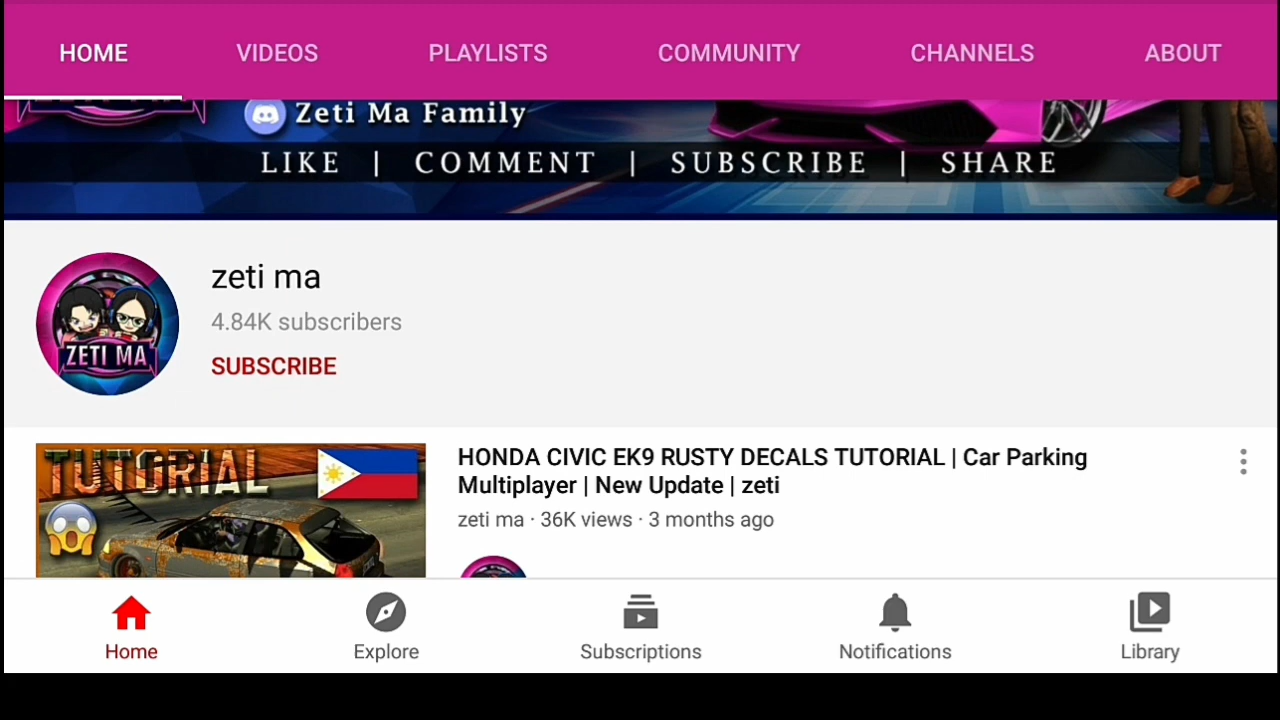 HOME VIDEOS PLAYLISTS COMMUNITY CHANNELS ABOUT
Zeti Ma Family
LIKE | COMMENT | SUBSCRIBE | SHARE
zeti ma
4.84K subscribers
SUBSCRIBE
ZETI MA
TUTORIAL
HONDA CIVIC EK9 RUSTY DECALS TUTORIAL | Car Parking
Multiplayer | New Update | zeti
zeti ma · 36K views · 3 months ago
Home Explore Subscriptions Notifications Library